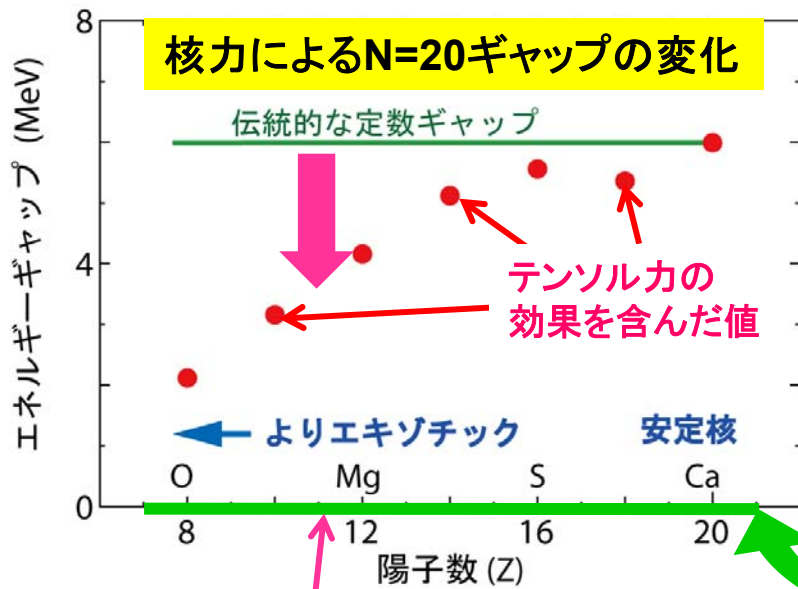 核力によるN=20ギャップの変化
伝統的な定数ギャップ
エネルギーギャップ (MeV)
8
4
0
テンソル力の
効果を含んだ値
よりエキゾチック
安定核
O Mg S Ca
8 12 16 20
陽子数 (Z)